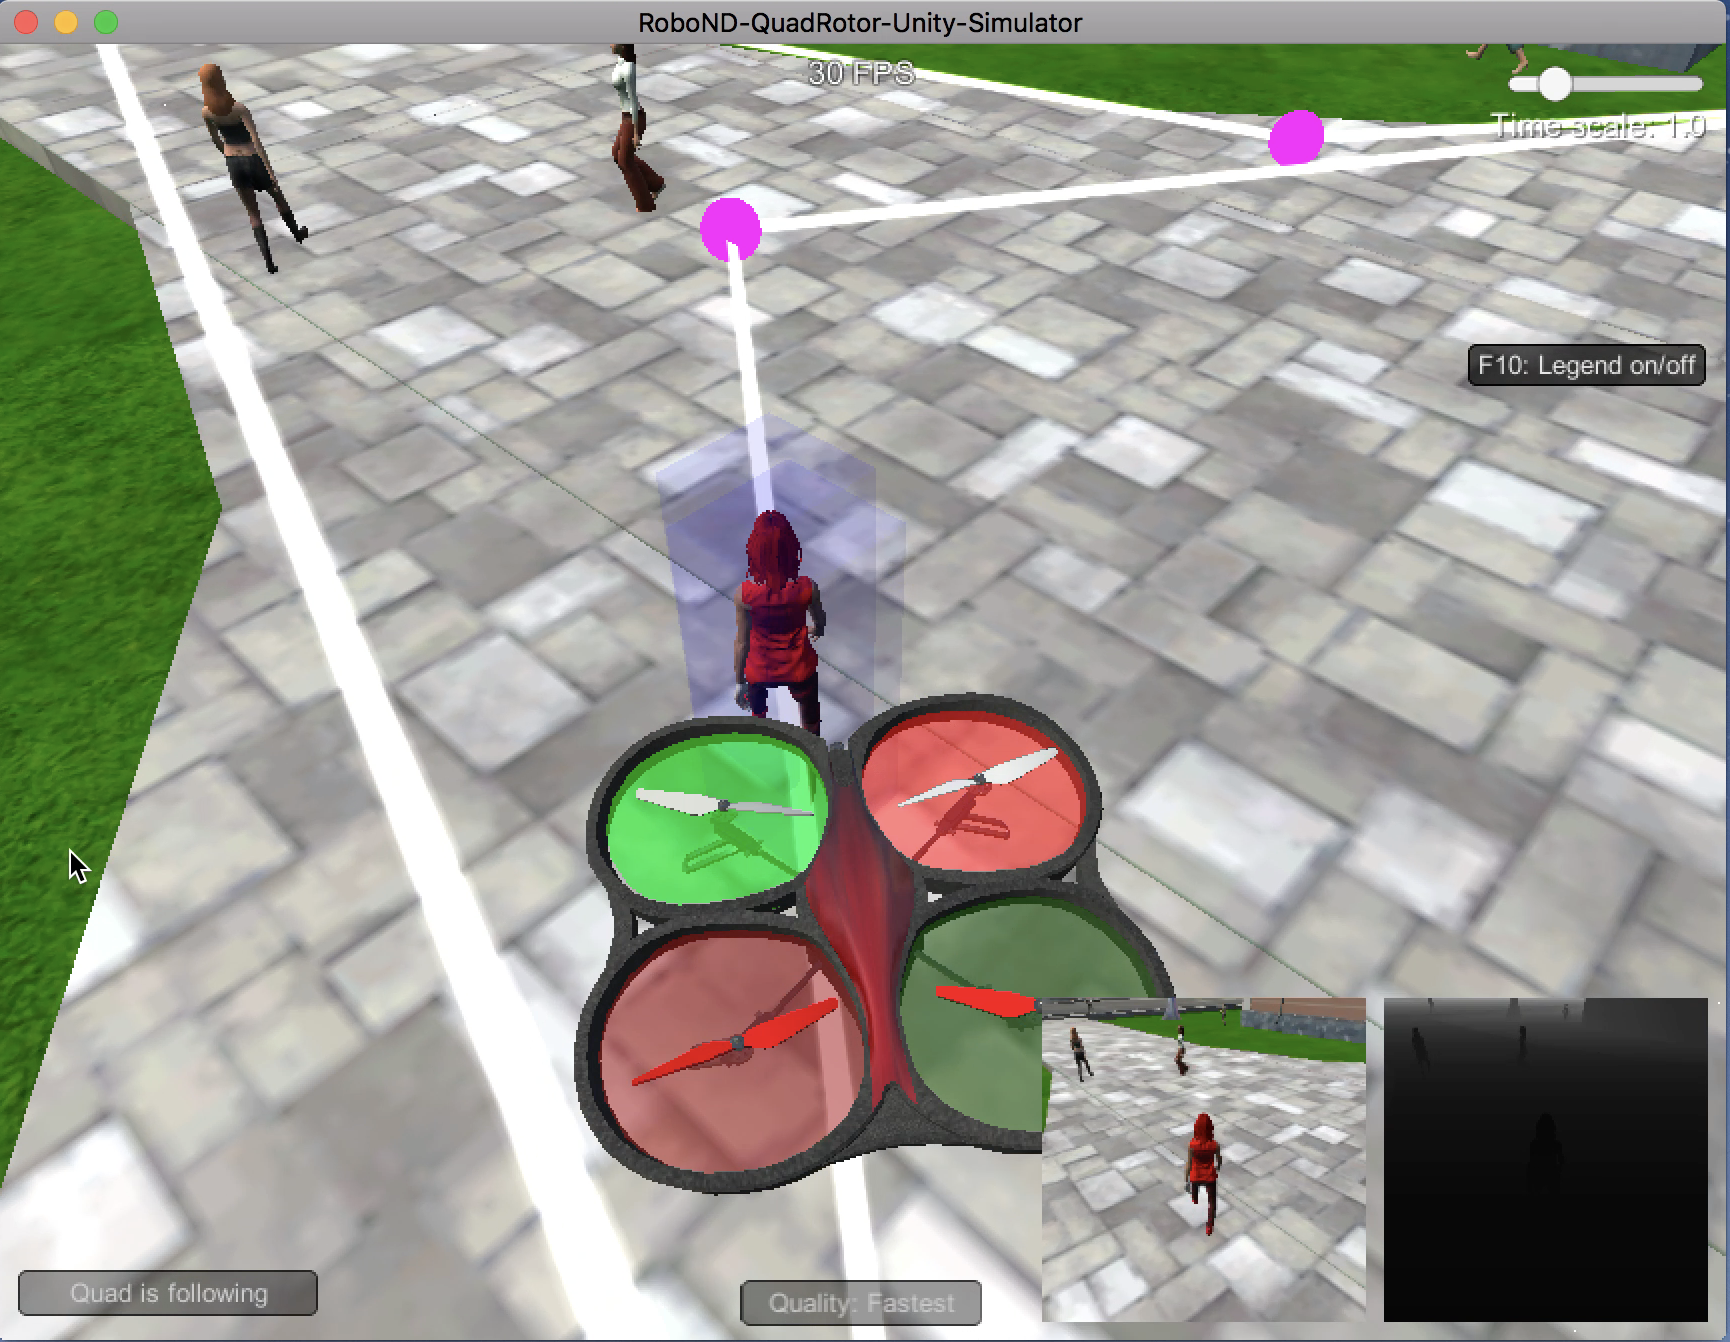 RoboND-QuadRotor-Unity-Simulator
30 FPS
Time scale: 1.0
F10: Legend on/off
Quad is following
Quality: Fastest